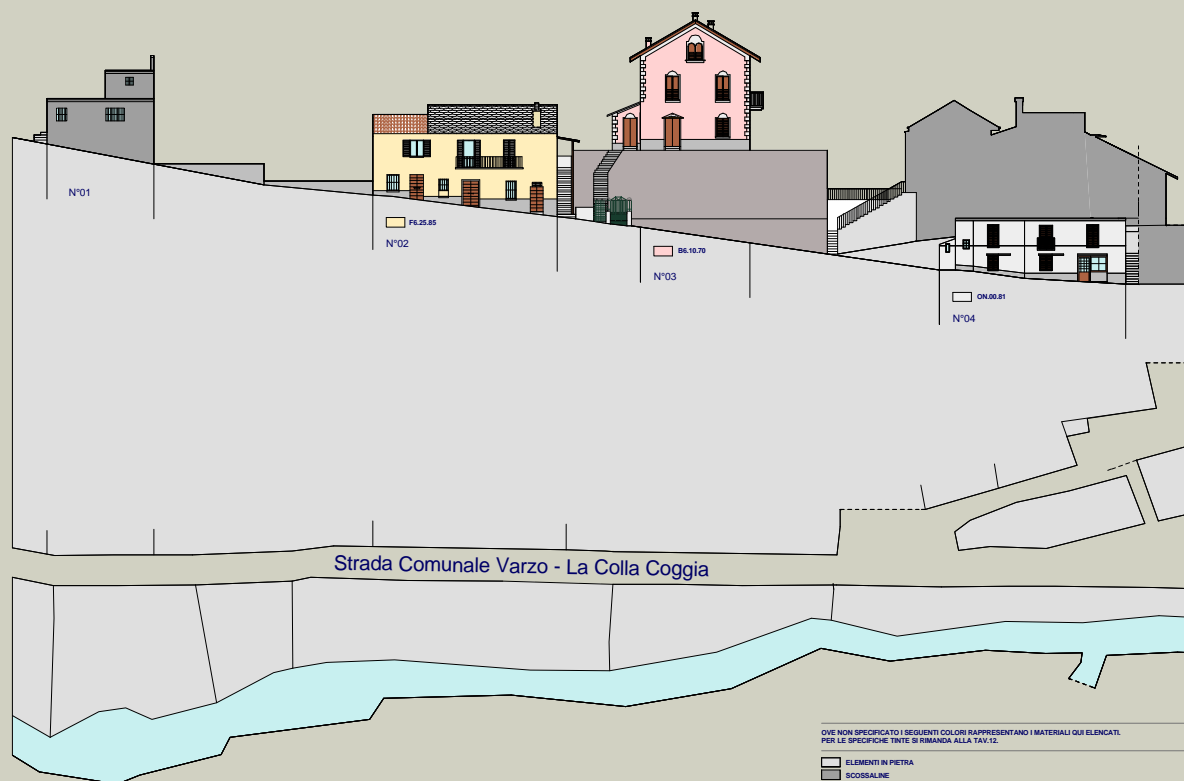 N°01
F6.25.85
N°02
B6.10.70
N°03
ON.00.81
N°04
Strada Comunale Varzo - La Colla Coggia
OVE NON SPECIFICATO I SEGUENTI COLORI RAPPRESENTANO I MATERIALI QUI ELENCATI.
PER LE SPECIFICHE TINTE SI RIMANDA ALLA TAV.12.
ELEMENTI IN PIETRA
SCOSSALINE